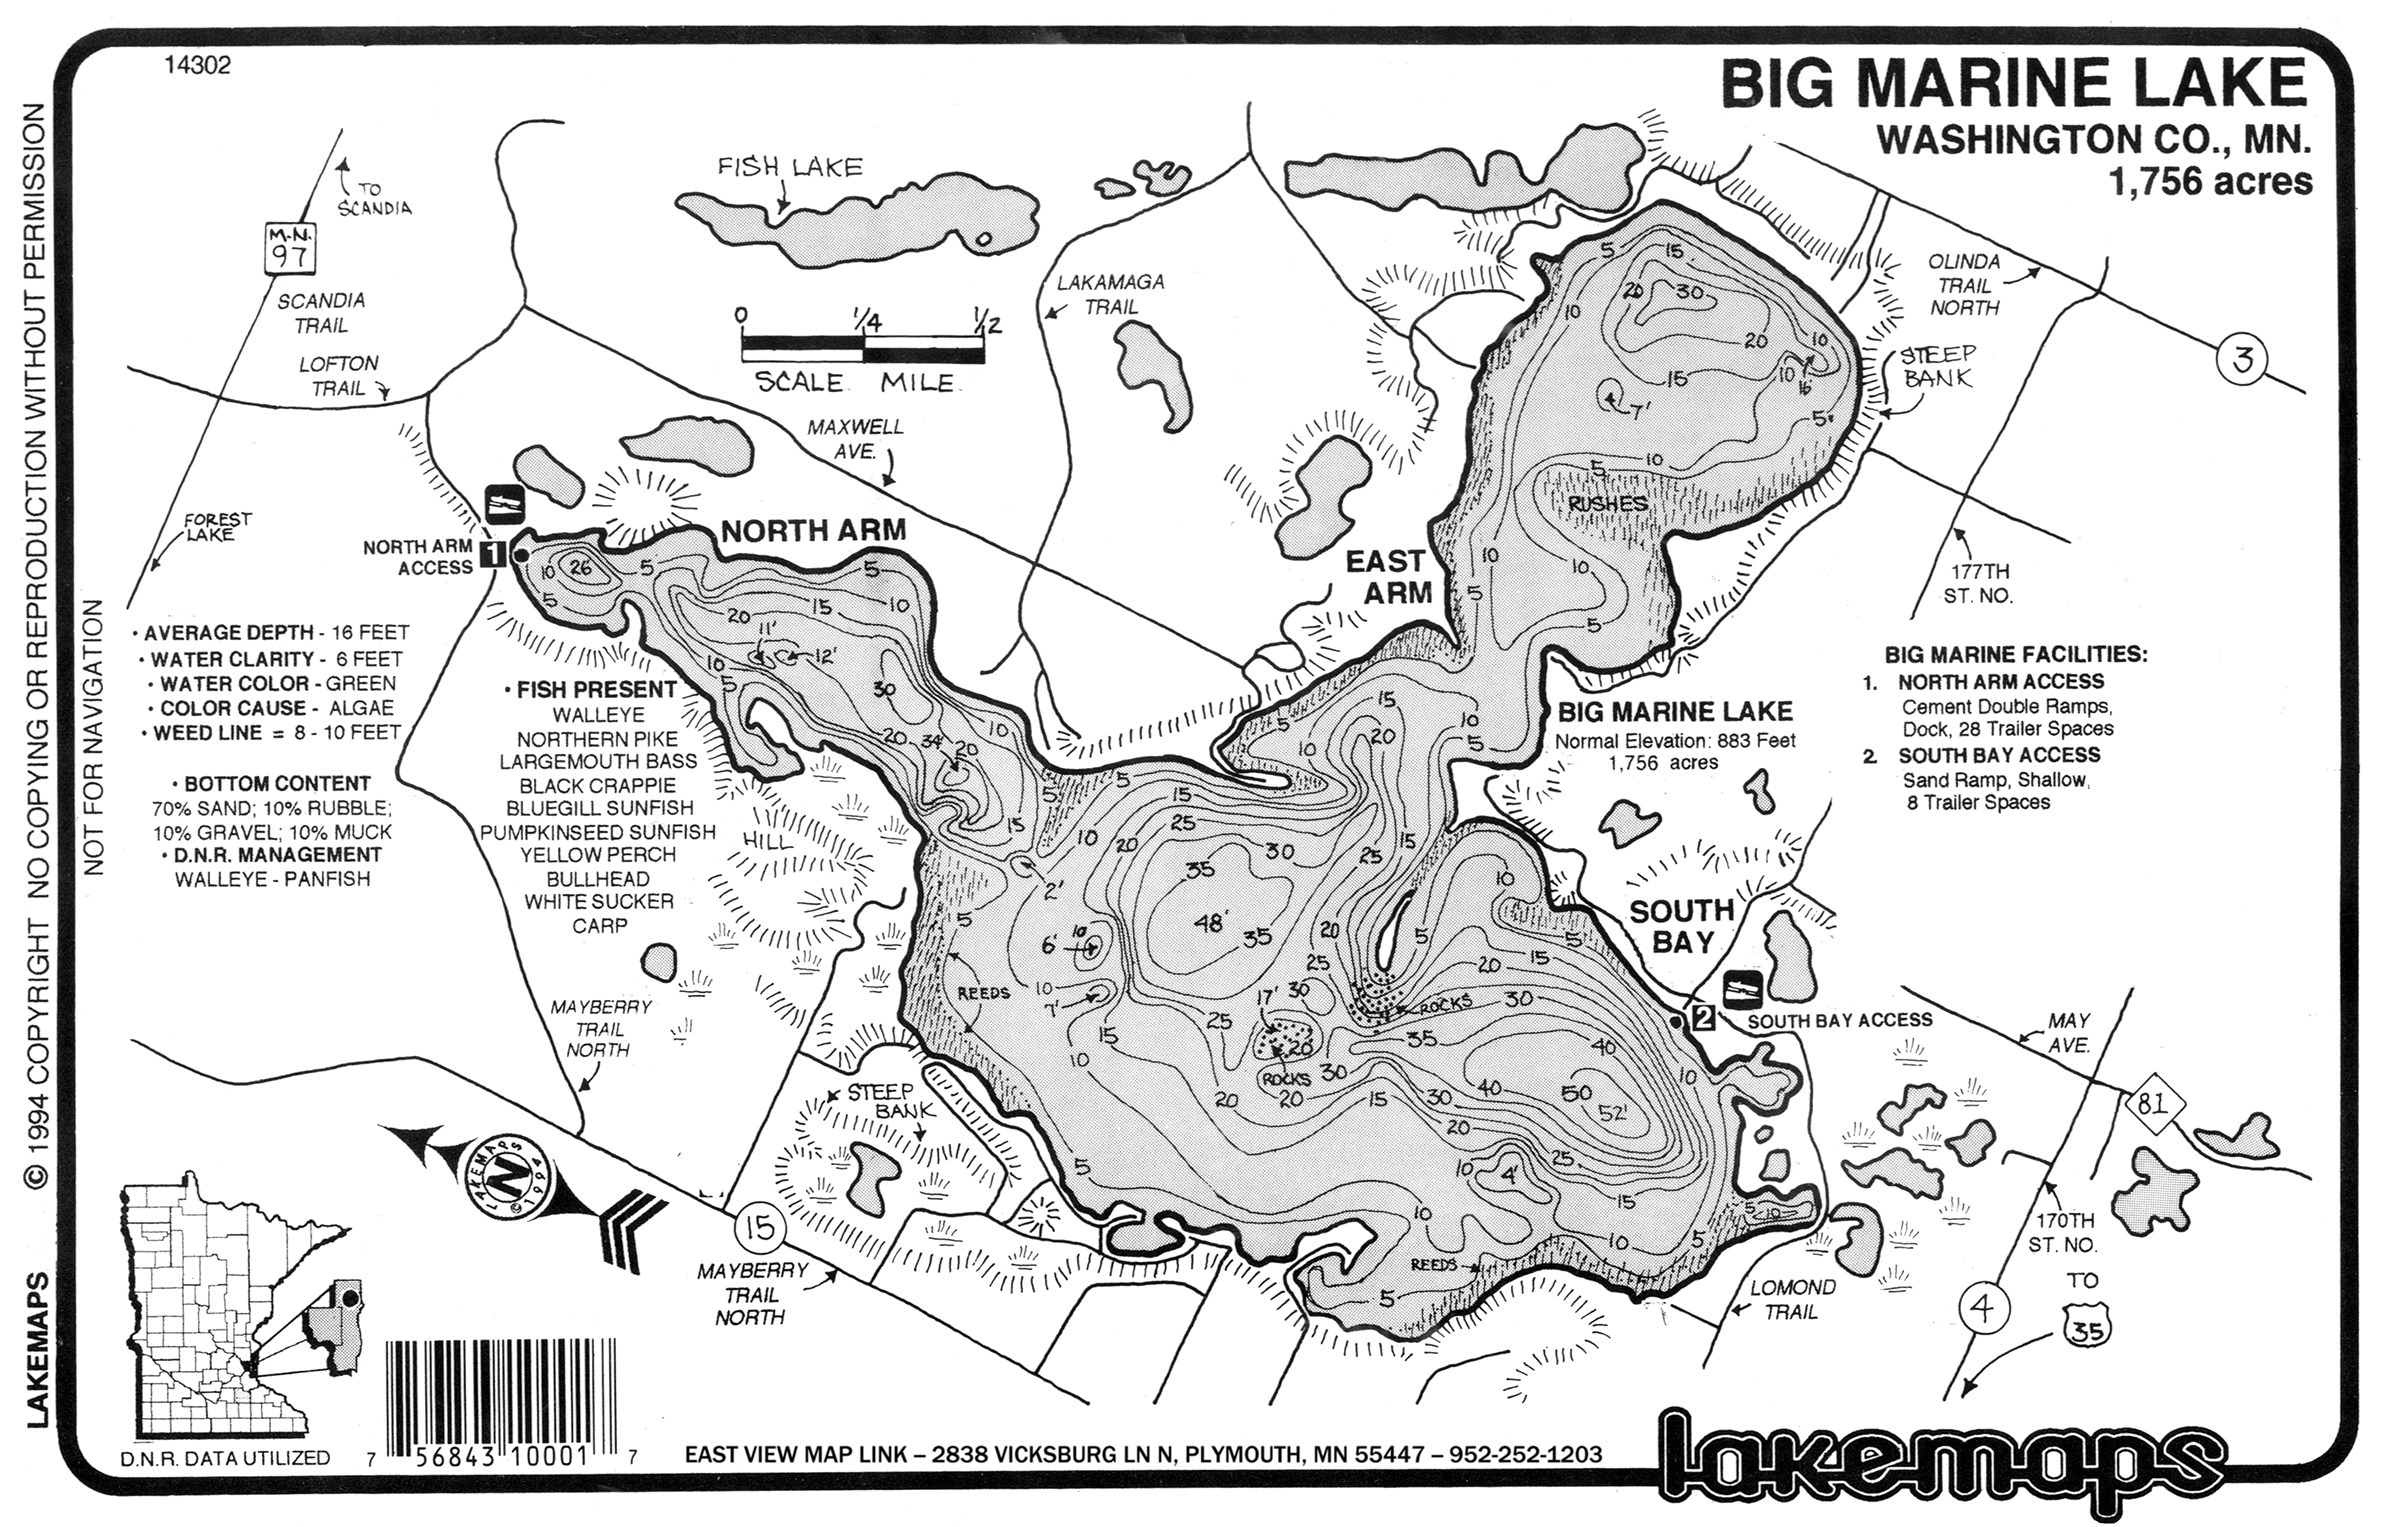 14302
BIG MARINE LAKE
WASHINGTON CO., MN.
1,756 acres
© 1994 COPYRIGHT NO COPYING OR REPRODUCTION WITHOUT PERMISSION
LAKEMAPS
NOT FOR NAVIGATION
TO
SCANDIA
M.N.
97
SCANDIA
TRAIL
LOFTON
TRAIL
FOREST
LAKE
FISH LAKE
0 1/4 1/2
SCALE MILE
LAKAMAGA
TRAIL
MAXWELL
AVE.
OLINDA
TRAIL
NORTH
3
STEEP
BANK
177TH
ST. NO.
NORTH ARM
ACCESS
1
NORTH ARM
EAST
ARM
• AVERAGE DEPTH - 16 FEET
• WATER CLARITY - 6 FEET
• WATER COLOR - GREEN
• COLOR CAUSE - ALGAE
• WEED LINE = 8 - 10 FEET
• BOTTOM CONTENT
70% SAND; 10% RUBBLE;
10% GRAVEL; 10% MUCK
• D.N.R. MANAGEMENT
WALLEYE - PANFISH
• FISH PRESENT
WALLEYE
NORTHERN PIKE
LARGEMOUTH BASS
BLACK CRAPPIE
BLUEGILL SUNFISH
PUMPKINSEED SUNFISH
YELLOW PERCH
BULLHEAD
WHITE SUCKER
CARP
HILL
BIG MARINE FACILITIES:
1. NORTH ARM ACCESS
Cement Double Ramps,
Dock, 28 Trailer Spaces
2. SOUTH BAY ACCESS
Sand Ramp, Shallow,
8 Trailer Spaces
BIG MARINE LAKE
Normal Elevation: 883 Feet
1,756 acres
SOUTH
BAY
2
SOUTH BAY ACCESS
5 15
20 30
10
20 10
15 10 16'
7'
5
5 10
RUSHES
10 10
5
5
10 26 5 5
5
20 15 10
11' 12'
10
5 30
10
20 34' 20
15
5 5
15
10
5 10 20
10
5
15
25
10 20
30
25 15
35
2'
48' 35
20
5
10
5
6' 10
5
REEDS
10
7'
25
17' 30
20 15
ROCKS
30
15
10
25
20
ROCKS
30
35
40
10
20 20 15
30 40 50
52'
20
5
10 4'
25
15
10
10
5
5 10
REEDS
5
MAYBERRY
TRAIL
NORTH
STEEP
BANK
15
MAYBERRY
TRAIL
NORTH
MAY
AVE.
81
170TH
ST. NO.
TO
35
4
LOMOND
TRAIL
LAKEMAPS
N
© 1994
D.N.R. DATA UTILIZED
7 56843 10001 7
EAST VIEW MAP LINK – 2838 VICKSBURG LN N, PLYMOUTH, MN 55447 – 952-252-1203
lakemaps